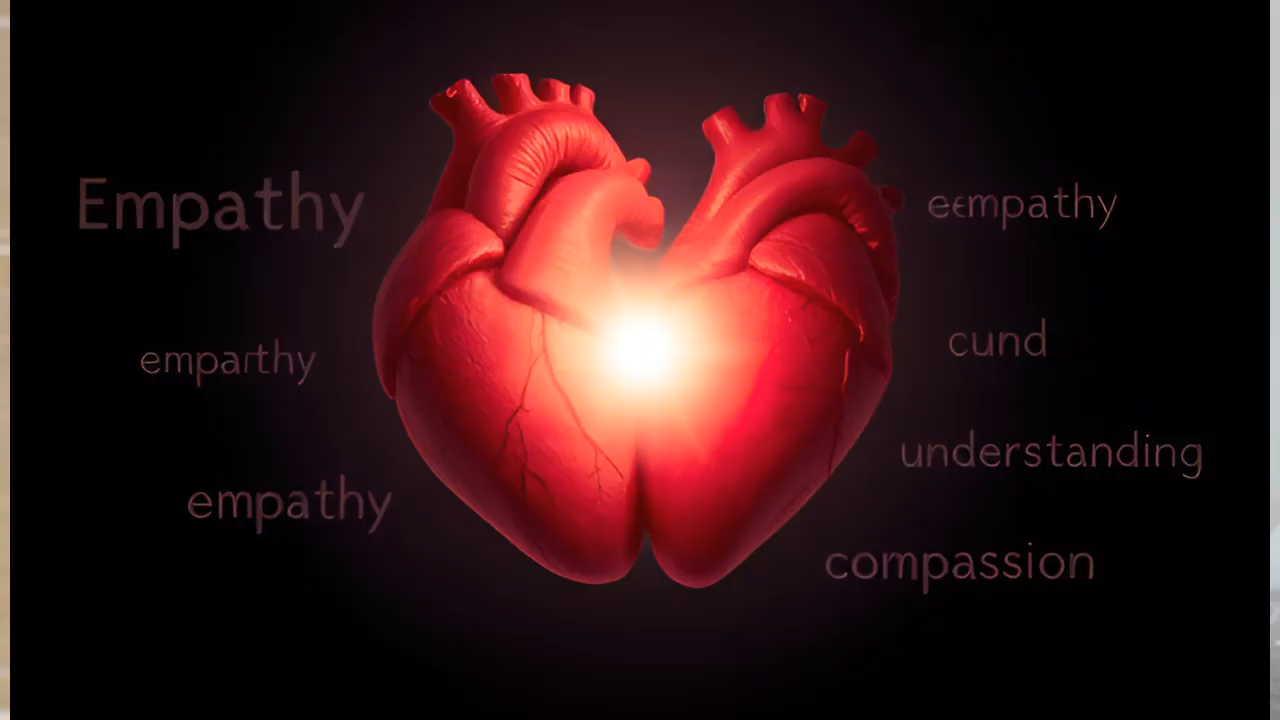 Empathy
emparthy
empathy
eempathy
cund
understanding
compassion